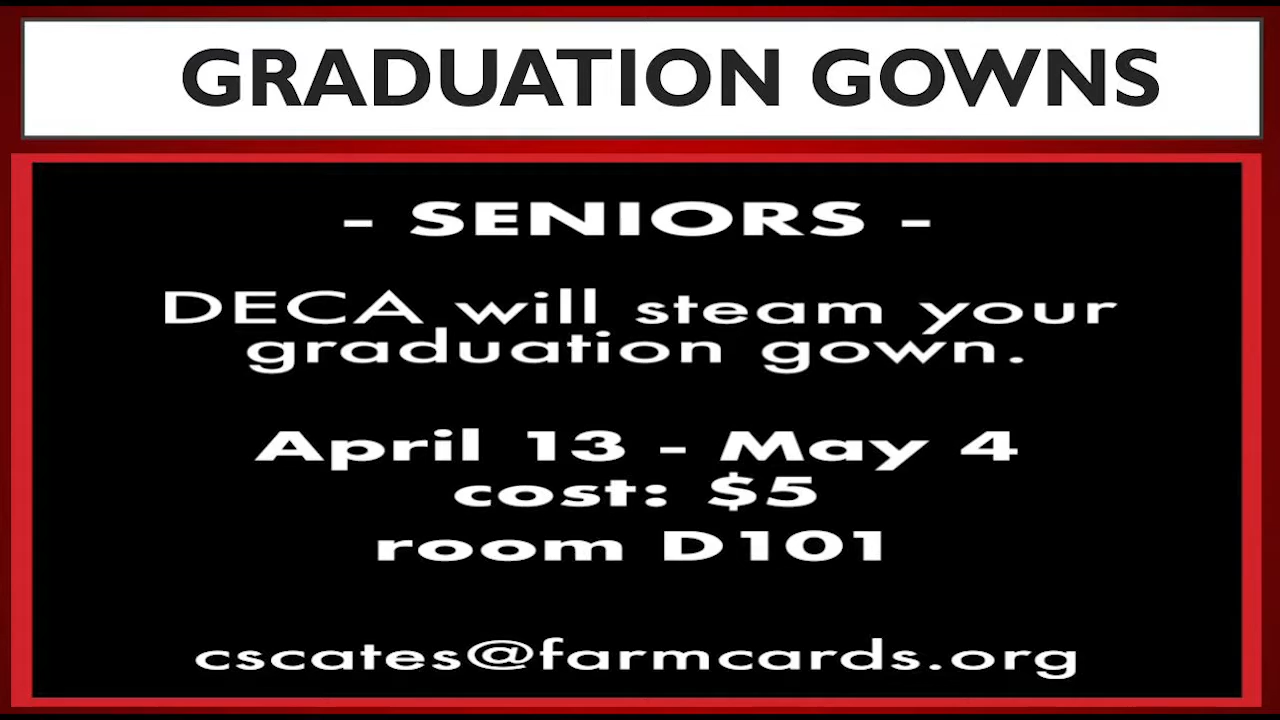 GRADUATION GOWNS
- SENIORS -
DECA will steam your
graduation gown.
April 13 - May 4
cost: $5
room D101
cscates@farmcards.org